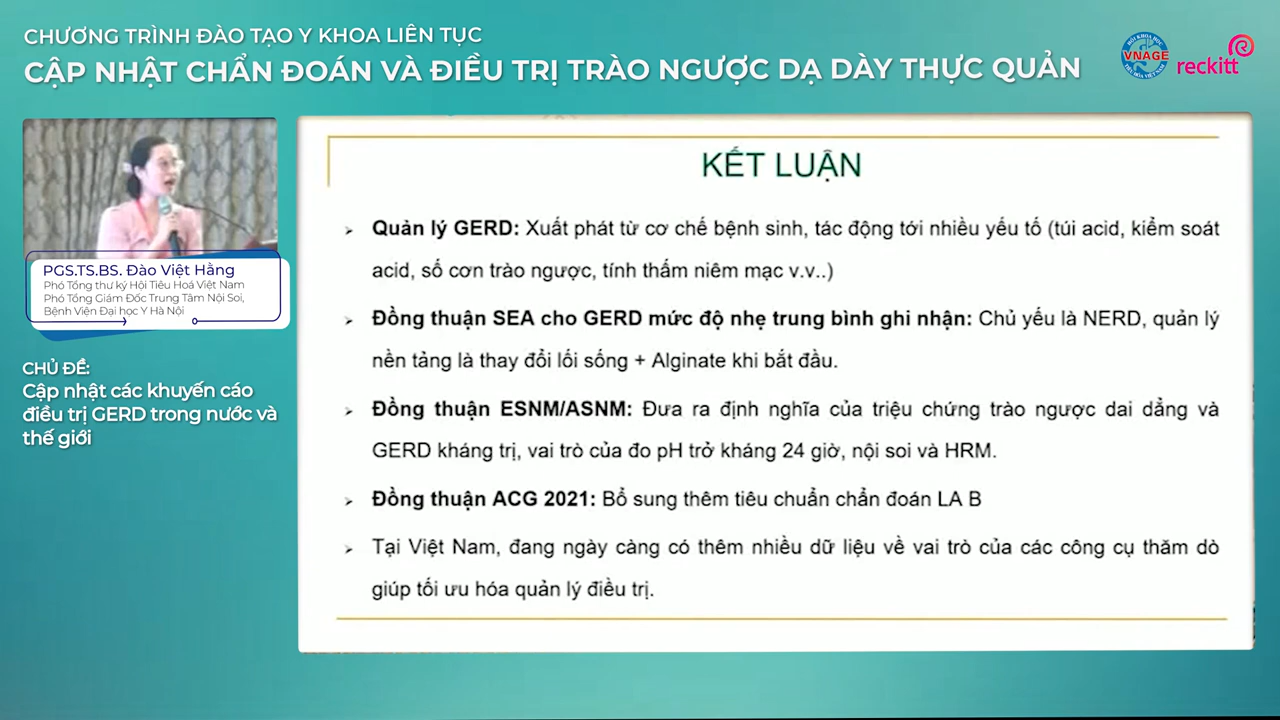 CHƯƠNG TRÌNH ĐÀO TẠO Y KHOA LIÊN TỤC
CẬP NHẬT CHẨN ĐOÁN VÀ ĐIỀU TRỊ TRÀO NGƯỢC DẠ DÀY THỰC QUẢN
HỘI KHOA HỌC
VNAGE
TIÊU HÓA VIỆT NAM
reckitt
PGS.TS.BS. Đào Việt Hằng
Phó Tổng thư ký Hội Tiêu Hoá Việt Nam
Phó Tổng Giám Đốc Trung Tâm Nội Soi,
Bệnh Viện Đại học Y Hà Nội
CHỦ ĐỀ:
Cập nhật các khuyến cáo
điều trị GERD trong nước và
thế giới
KẾT LUẬN
➢ Quản lý GERD: Xuất phát từ cơ chế bệnh sinh, tác động tới nhiều yếu tố (túi acid, kiểm soát
acid, số cơn trào ngược, tính thấm niêm mạc v.v..)
➢ Đồng thuận SEA cho GERD mức độ nhẹ trung bình ghi nhận: Chủ yếu là NERD, quản lý
nền tảng là thay đổi lối sống + Alginate khi bắt đầu.
➢ Đồng thuận ESNM/ASNM: Đưa ra định nghĩa của triệu chứng trào ngược dai dẳng và
GERD kháng trị, vai trò của đo pH trở kháng 24 giờ, nội soi và HRM.
➢ Đồng thuận ACG 2021: Bổ sung thêm tiêu chuẩn chẩn đoán LA B
➢ Tại Việt Nam, đang ngày càng có thêm nhiều dữ liệu về vai trò của các công cụ thăm dò
giúp tối ưu hóa quản lý điều trị.